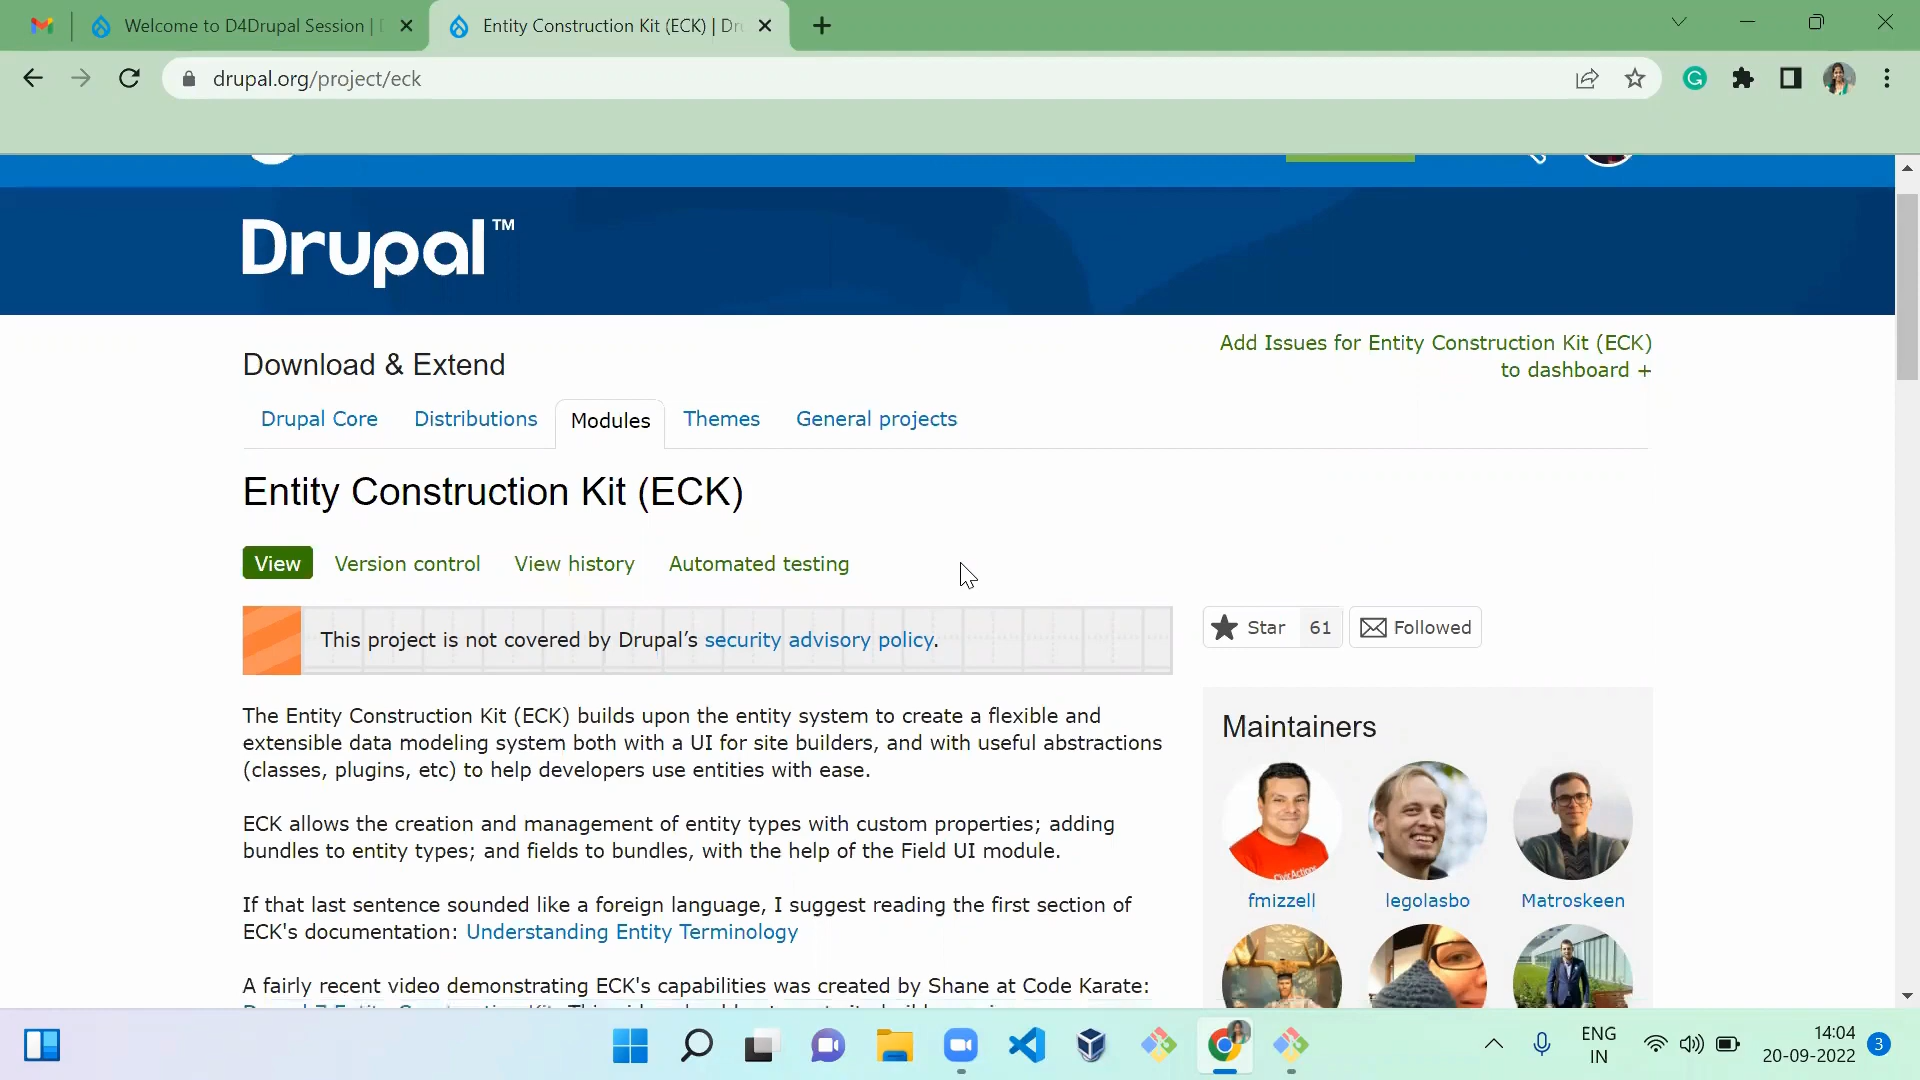 Welcome to D4Drupal Session |
Entity Construction Kit (ECK) | Dr
drupal.org/project/eck
Drupal™
Add Issues for Entity Construction Kit (ECK)
to dashboard +
Download & Extend
Drupal Core
Distributions
Modules
Themes
General projects
Entity Construction Kit (ECK)
View
Version control
View history
Automated testing
This project is not covered by Drupal’s security advisory policy.
Star 61
Followed
The Entity Construction Kit (ECK) builds upon the entity system to create a flexible and
extensible data modeling system both with a UI for site builders, and with useful abstractions
(classes, plugins, etc) to help developers use entities with ease.
ECK allows the creation and management of entity types with custom properties; adding
bundles to entity types; and fields to bundles, with the help of the Field UI module.
If that last sentence sounded like a foreign language, I suggest reading the first section of
ECK's documentation: Understanding Entity Terminology
A fairly recent video demonstrating ECK's capabilities was created by Shane at Code Karate:
Maintainers
CivicActions
fmizzell
legolasbo
Matroskeen
ENG
IN
14:04
20-09-2022
3